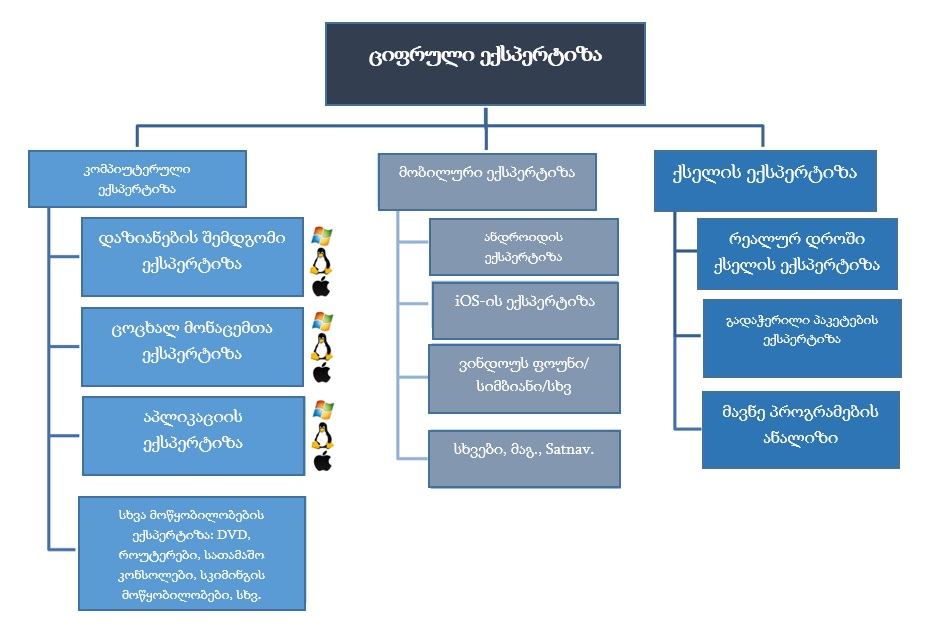 ციფრული ექსპერტიზა
კომპიუტერული
ექსპერტიზა
დაზიანების შემდგომი
ექსპერტიზა
ცოცხალ მონაცემთა
ექსპერტიზა
აპლიკაციის
ექსპერტიზა
სხვა მოწყობილობების
ექსპერტიზა: DVD,
როუტერები, სათამაშო
კონსოლები, სკიმინგის
მოწყობილობები, სხვ.
მობილური ექსპერტიზა
ანდროიდის
ექსპერტიზა
iOS-ის ექსპერტიზა
ვინდოუს ფოუნი/
სიმბიანი/სხვ
სხვები, მაგ., Satnav.
ქსელის ექსპერტიზა
რეალურ დროში
ქსელის ექსპერტიზა
გადაჭერილი პაკეტების
ექსპერტიზა
მავნე პროგრამების
ანალიზი